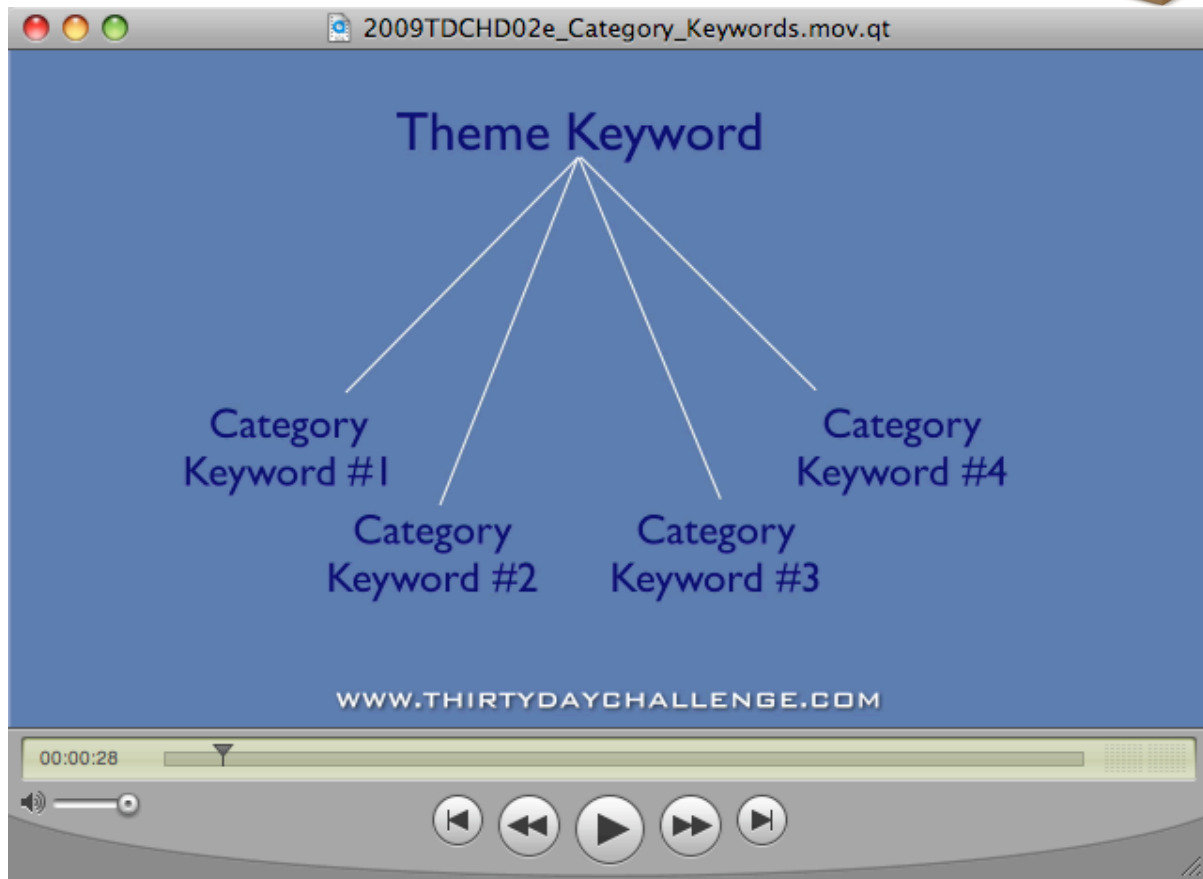 2009TDCHD02e_Category_Keywords.mov.qt
Theme Keyword
Category
Keyword #1
Category
Keyword #4
Category
Keyword #2
Category
Keyword #3
WWW.THIRTYDAYCHALLENGE.COM
00:00:28